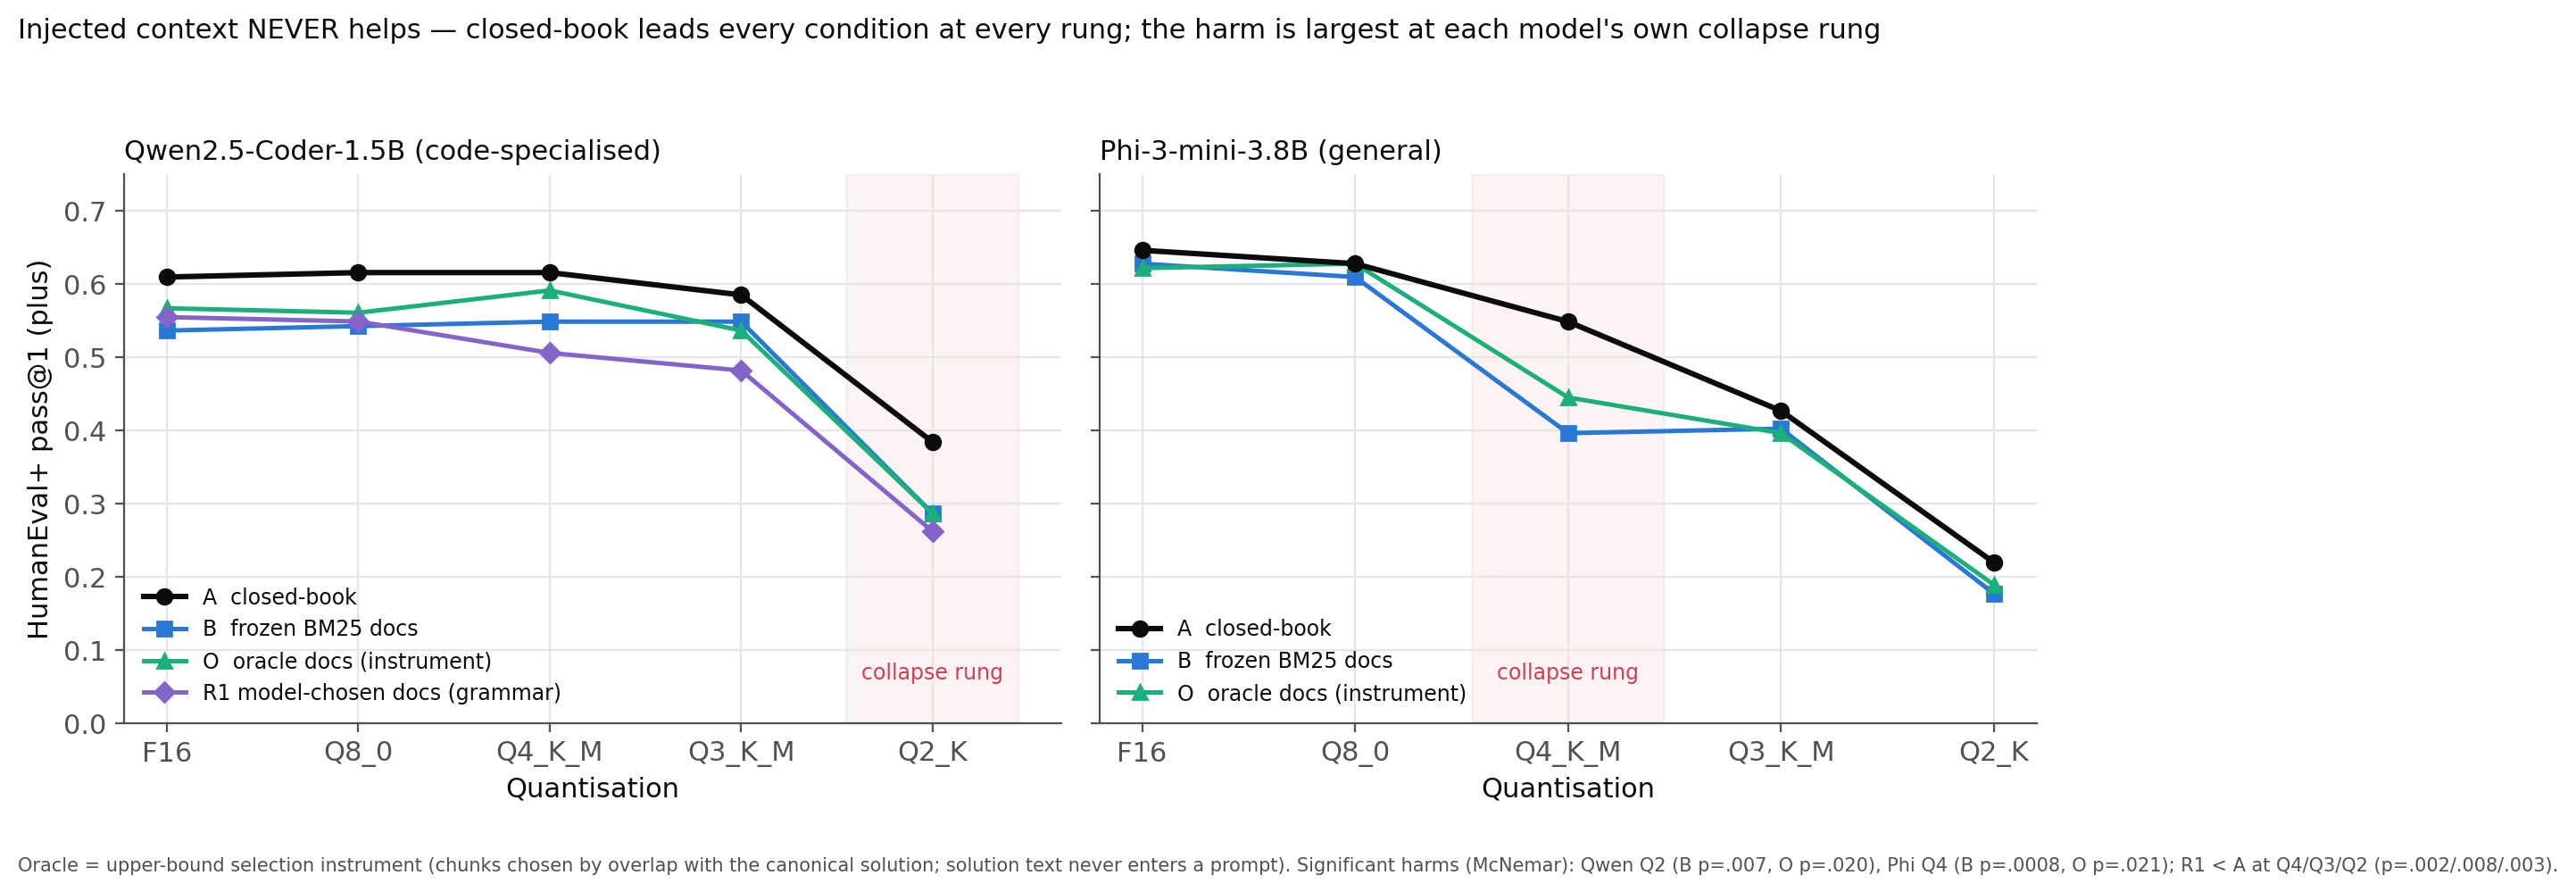 Injected context NEVER helps — closed-book leads every condition at every rung; the harm is largest at each model's own collapse rung
Qwen2.5-Coder-1.5B (code-specialised)
HumanEval+ pass@1 (plus)
0.7
0.6
0.5
0.4
0.3
0.2
0.1
0.0
A closed-book
B frozen BM25 docs
O oracle docs (instrument)
R1 model-chosen docs (grammar)
collapse rung
F16
Q8_0
Q4_K_M
Q3_K_M
Q2_K
Quantisation
Phi-3-mini-3.8B (general)
A closed-book
B frozen BM25 docs
O oracle docs (instrument)
collapse rung
F16
Q8_0
Q4_K_M
Q3_K_M
Q2_K
Quantisation
Oracle = upper-bound selection instrument (chunks chosen by overlap with the canonical solution; solution text never enters a prompt). Significant harms (McNemar): Qwen Q2 (B p=.007, O p=.020), Phi Q4 (B p=.0008, O p=.021); R1 < A at Q4/Q3/Q2 (p=.002/.008/.003).